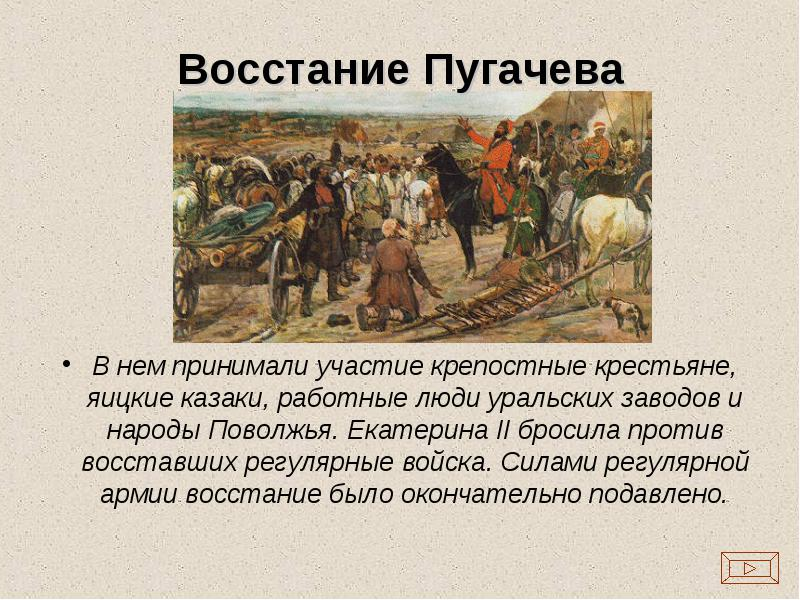 Восстание Пугачева
• В нем принимали участие крепостные крестьяне,
яицкие казаки, работные люди уральских заводов и
народы Поволжья. Екатерина II бросила против
восставших регулярные войска. Силами регулярной
армии восстание было окончательно подавлено.